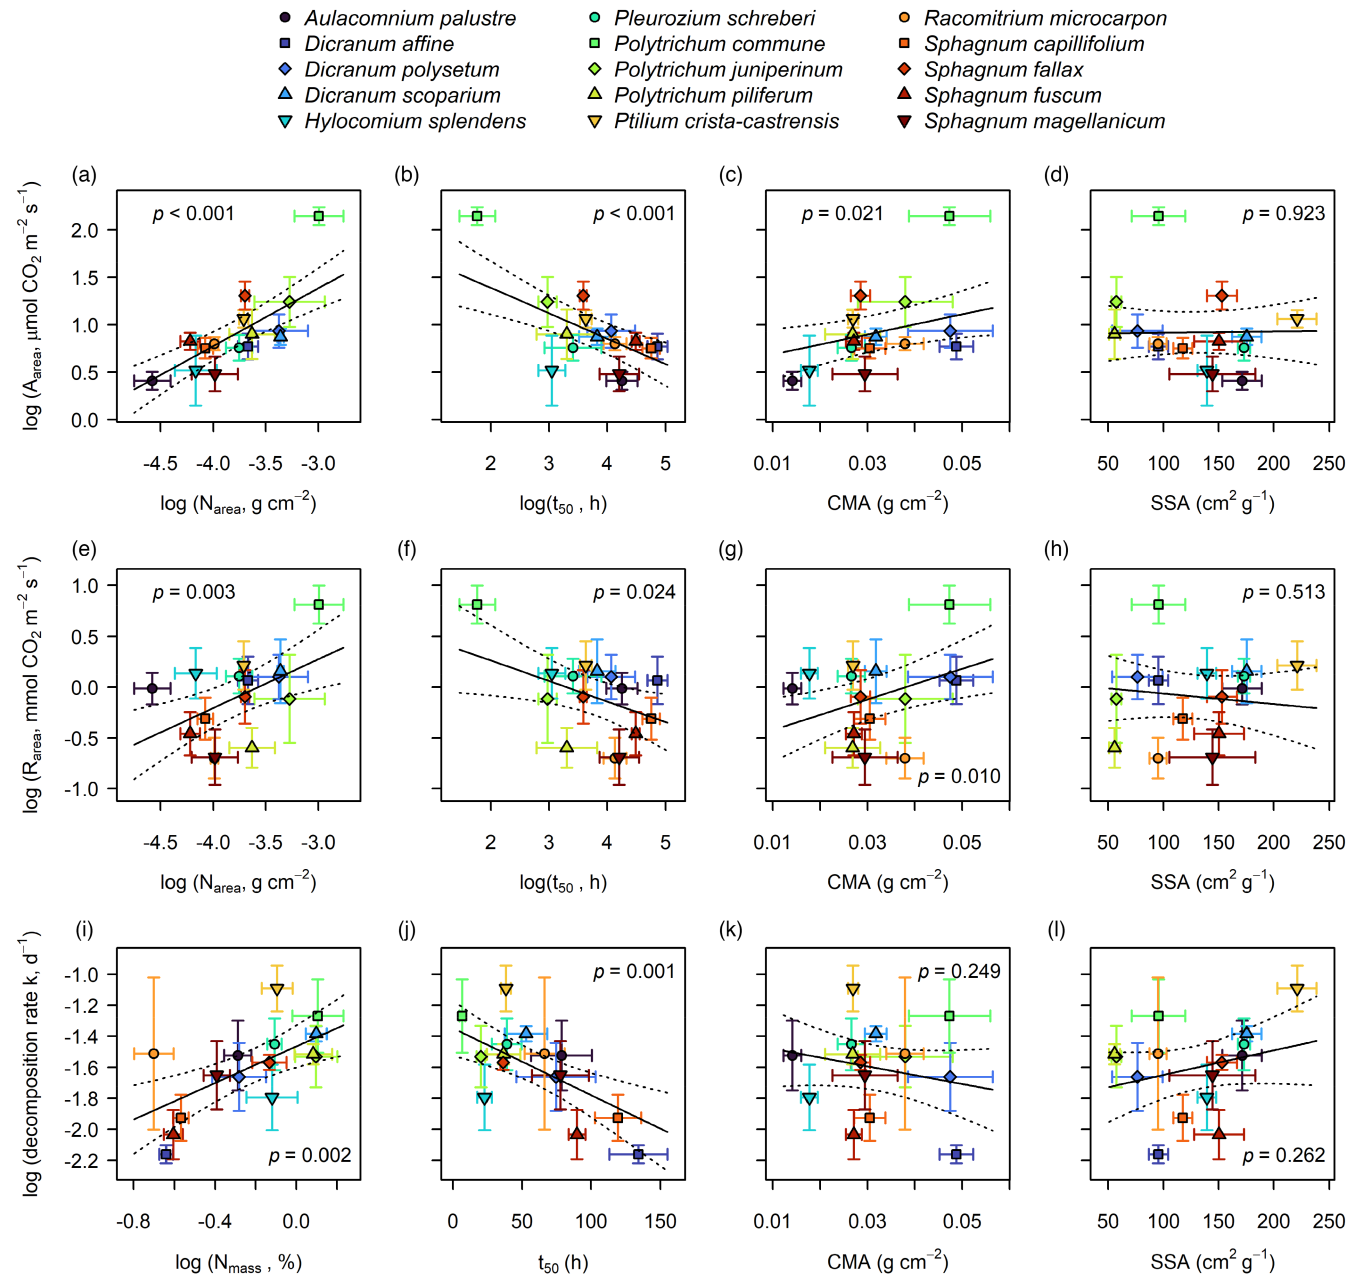 Aulacomnium palustre Pleurozium schreberi Racomitrium microcarpon
Dicranum affine Polytrichum commune Sphagnum capillifolium
Dicranum polysetum Polytrichum juniperinum Sphagnum fallax
Dicranum scoparium Polytrichum piliferum Sphagnum fuscum
Hylocomium splendens Ptilium crista-castrensis Sphagnum magellanicum
(a) (b) (c) (d)
p < 0.001 p < 0.001 p = 0.021 p = 0.923
log (A_area, μmol CO₂ m⁻² s⁻¹)
2.0
1.5
1.0
0.5
0.0
-4.5 -4.0 -3.5 -3.0 2 3 4 5 0.01 0.03 0.05 50 100 150 200 250
log (N_area, g cm⁻²) log(t₅₀ , h) CMA (g cm⁻²) SSA (cm² g⁻¹)
(e) (f) (g) (h)
p = 0.003 p = 0.024 p = 0.010 p = 0.513
log (R_area, mmol CO₂ m⁻² s⁻¹)
1.0
0.5
0.0
-0.5
-1.0
-4.5 -4.0 -3.5 -3.0 2 3 4 5 0.01 0.03 0.05 50 100 150 200 250
log (N_area, g cm⁻²) log(t₅₀ , h) CMA (g cm⁻²) SSA (cm² g⁻¹)
(i) (j) (k) (l)
p = 0.002 p = 0.001 p = 0.249 p = 0.262
log (decomposition rate k, d⁻¹)
-1.0
-1.4
-1.6
-1.8
-2.0
-2.2
-0.8 -0.4 0.0 0 50 100 150 0.01 0.03 0.05 50 100 150 200 250
log (N_mass , %) t₅₀ (h) CMA (g cm⁻²) SSA (cm² g⁻¹)